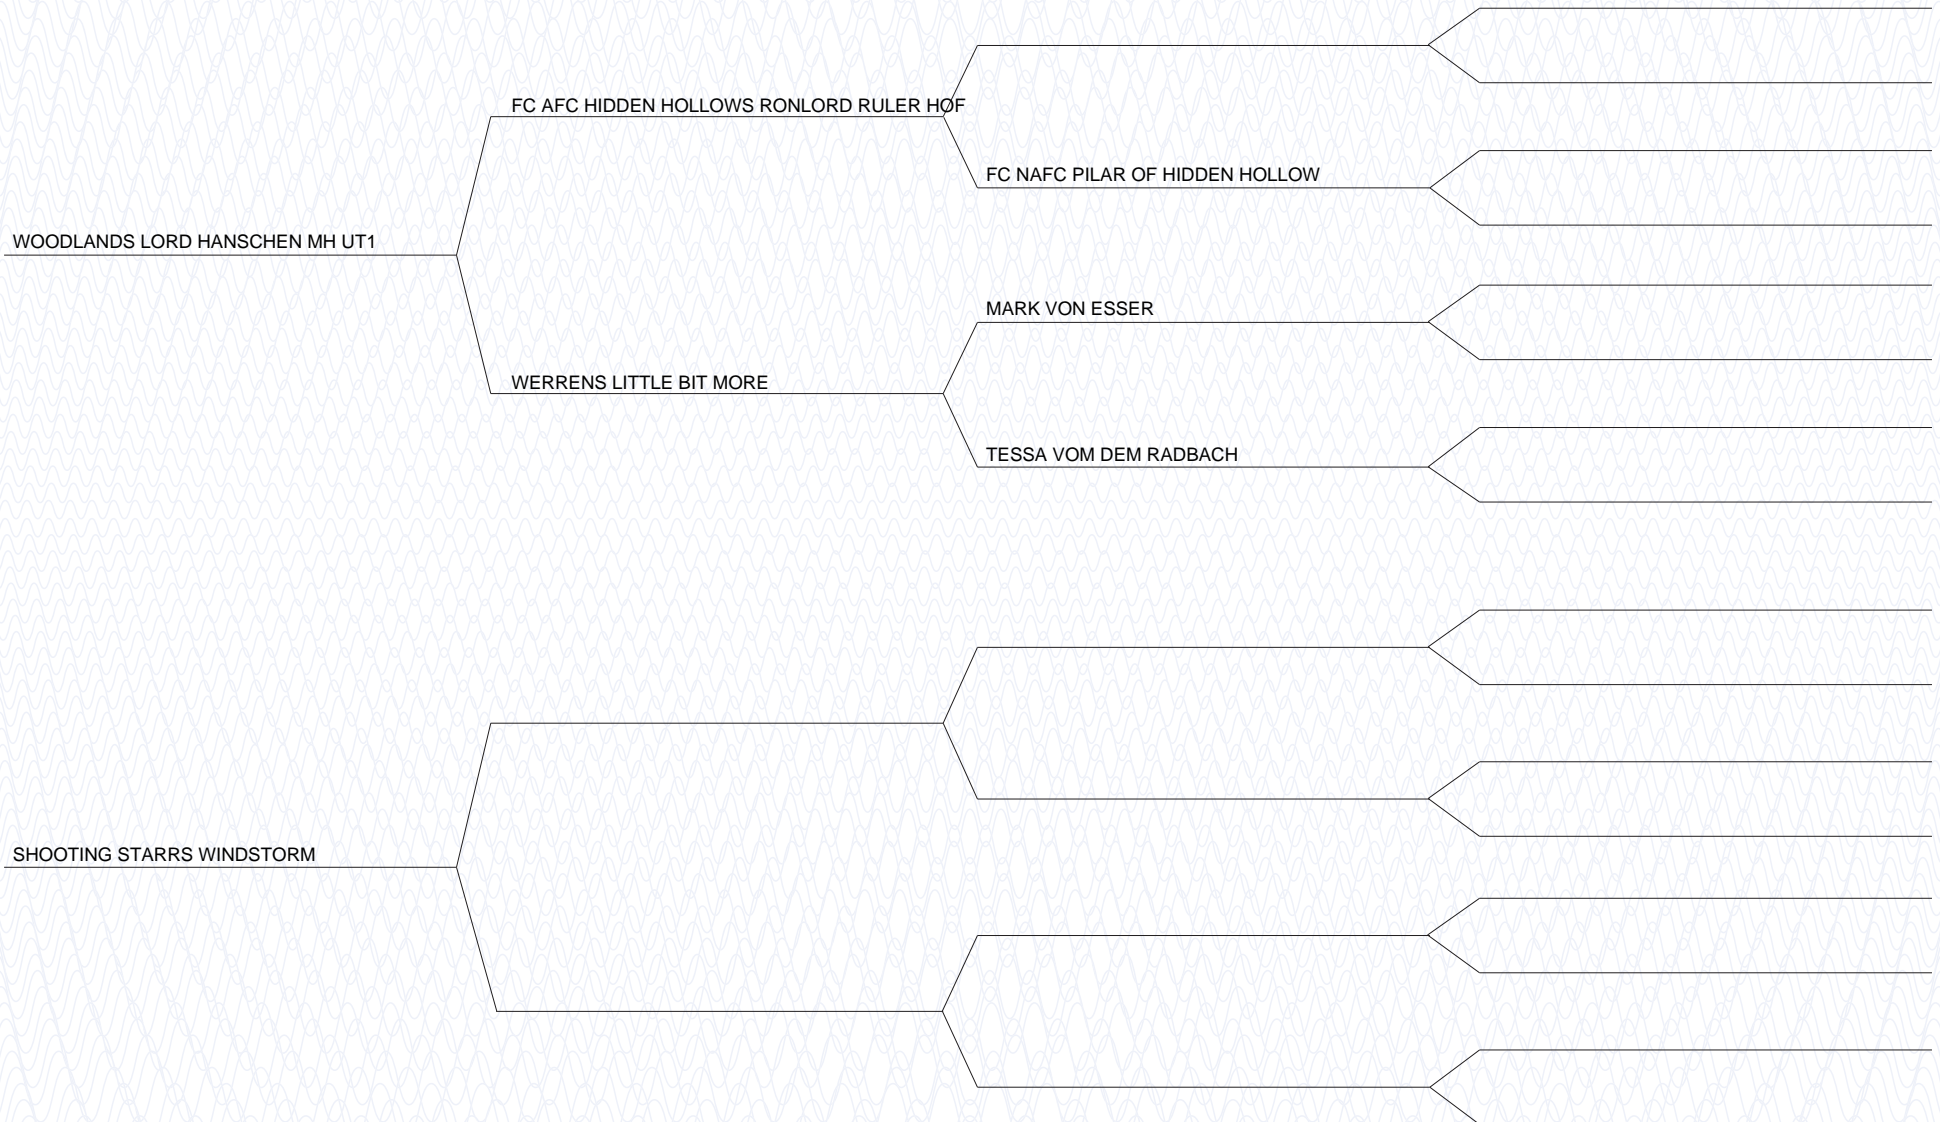 FC AFC HIDDEN HOLLOWS RONLORD RULER HOF
FC NAFC PILAR OF HIDDEN HOLLOW
WOODLANDS LORD HANSCHEN MH UT1
MARK VON ESSER
WERRENS LITTLE BIT MORE
TESSA VOM DEM RADBACH
SHOOTING STARRS WINDSTORM